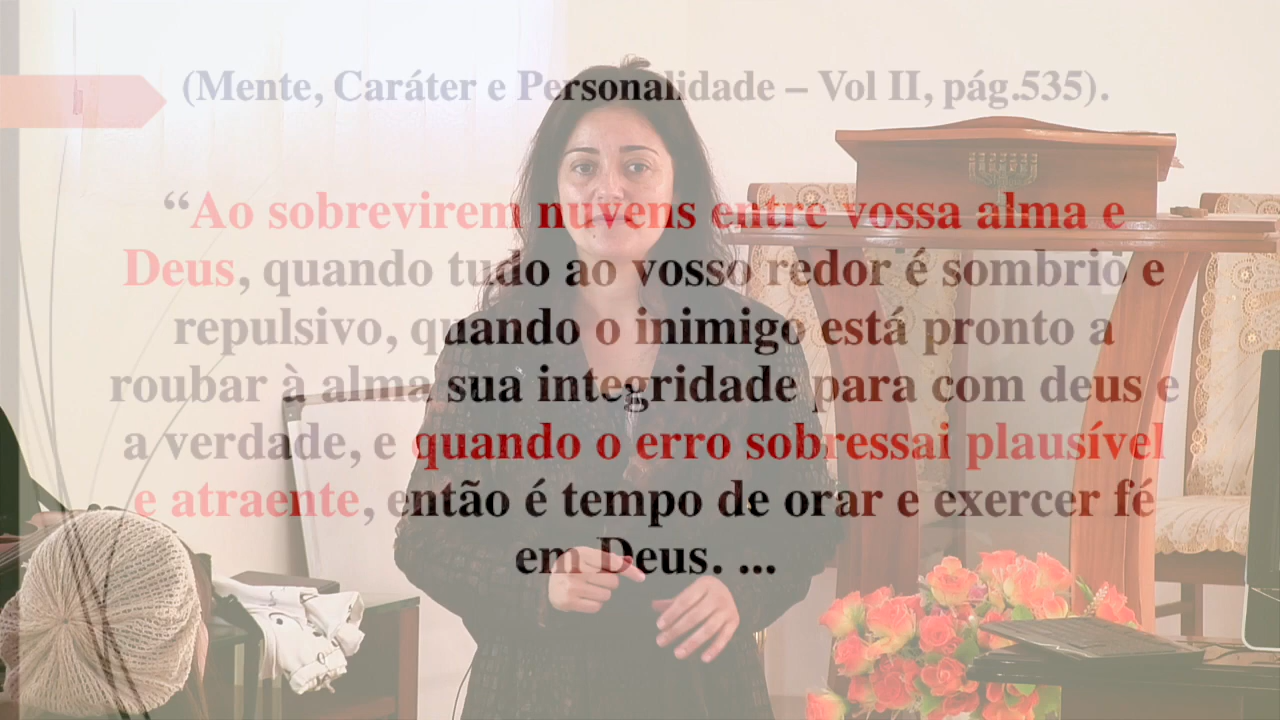 (Mente, Caráter e Personalidade – Vol II, pág.535).
“Ao sobrevirem nuvens entre vossa alma e
Deus, quando tudo ao vosso redor é sombrio e
repulsivo, quando o inimigo está pronto a
roubar à alma sua integridade para com deus e
a verdade, e quando o erro sobressai plausível
e atraente, então é tempo de orar e exercer fé
em Deus. ...